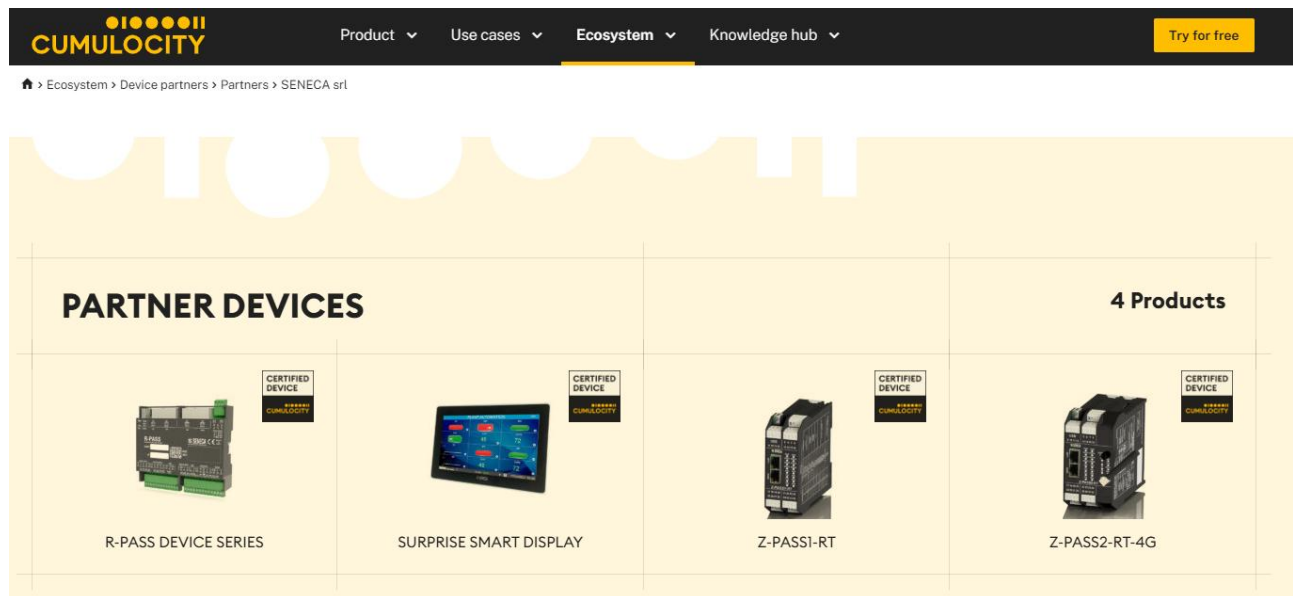 CUMULOCITY
Product
Use cases
Ecosystem
Knowledge hub
Try for free
> Ecosystem > Device partners > Partners > SENECA srl
PARTNER DEVICES
4 Products
CERTIFIED
DEVICE
CUMULOCITY
R-PASS
SENECA
R-PASS DEVICE SERIES
CERTIFIED
DEVICE
CUMULOCITY
SURPRISE SMART DISPLAY
CERTIFIED
DEVICE
CUMULOCITY
Z-PASS1-RT
CERTIFIED
DEVICE
CUMULOCITY
Z-PASS2-RT-4G